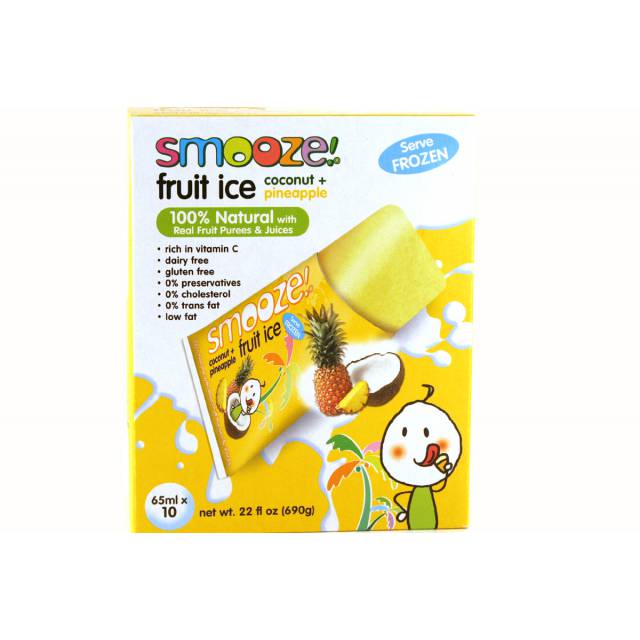 smooze!
Serve
FROZEN
fruit ice coconut +
pineapple
100% Natural with
Real Fruit Purees & Juices
• rich in vitamin C
• dairy free
• gluten free
• 0% preservatives
• 0% cholesterol
• 0% trans fat
• low fat
smooze!
coconut +
pineapple
fruit ice
Serve
FROZEN
65ml x
10
net wt. 22 fl oz (690g)